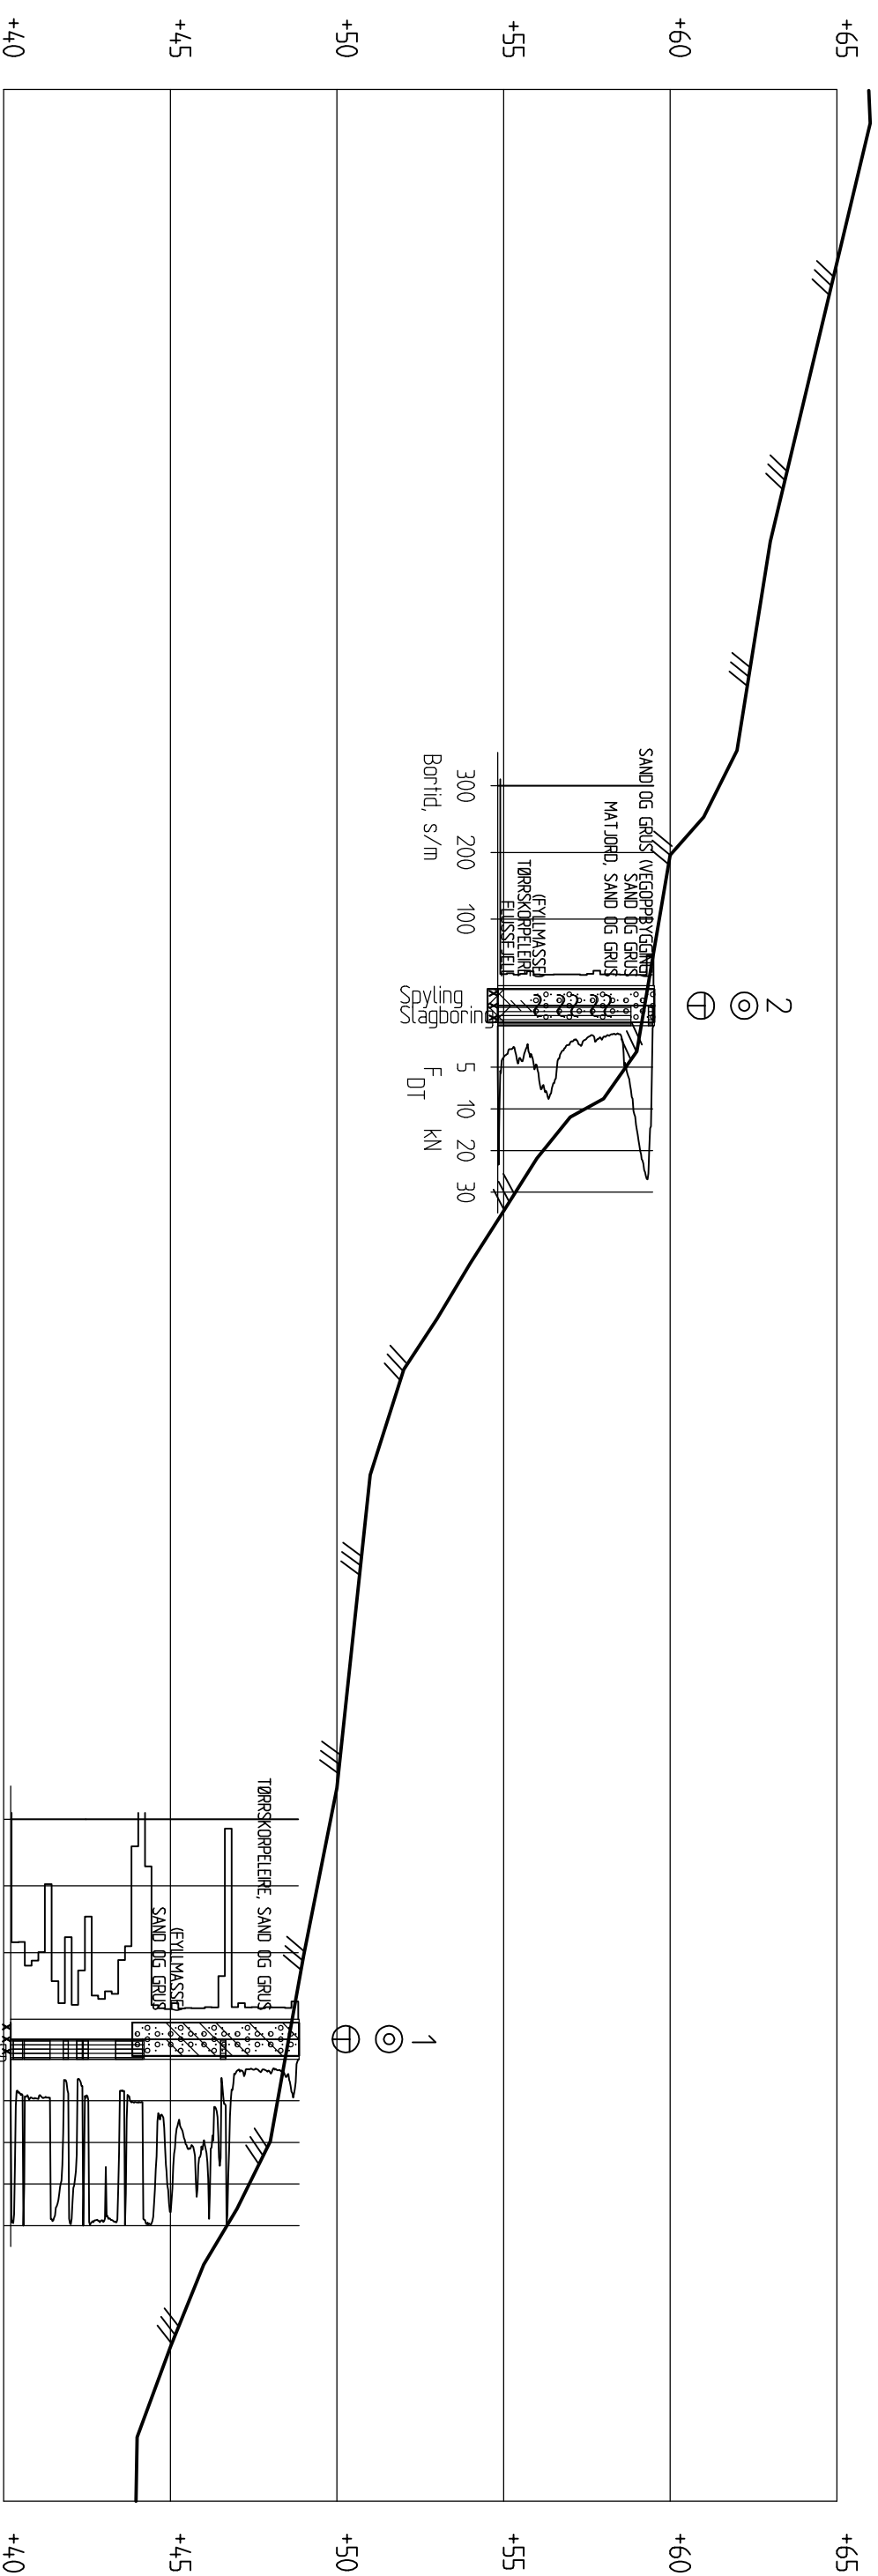 +65
+60
+55
+50
+45
+40
2
SAND OG GRUS (VEGOPPBYGGING)
SAND OG GRUS
MATJORD, SAND OG GRUS
(FYLLMASSE)
TØRRSKORPELEIRE
FLUSSFJELL
300
200
100
5
10
20
30
Bortid, s/m
Spyling
Slagboring
F DT
kN
1
TØRRSKORPELEIRE, SAND OG GRUS
(FYLLMASSE)
SAND OG GRUS
+65
+60
+55
+50
+45
+40